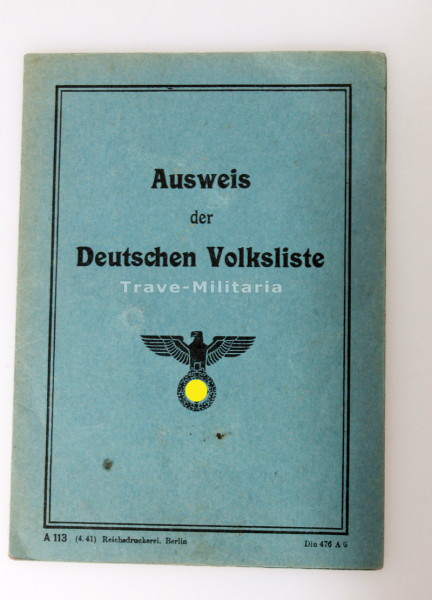 Ausweis
der
Deutschen Volksliste
Trave-Militaria
A 113 (4. 41) Reichsdruckerei, Berlin
Din 476 A 6